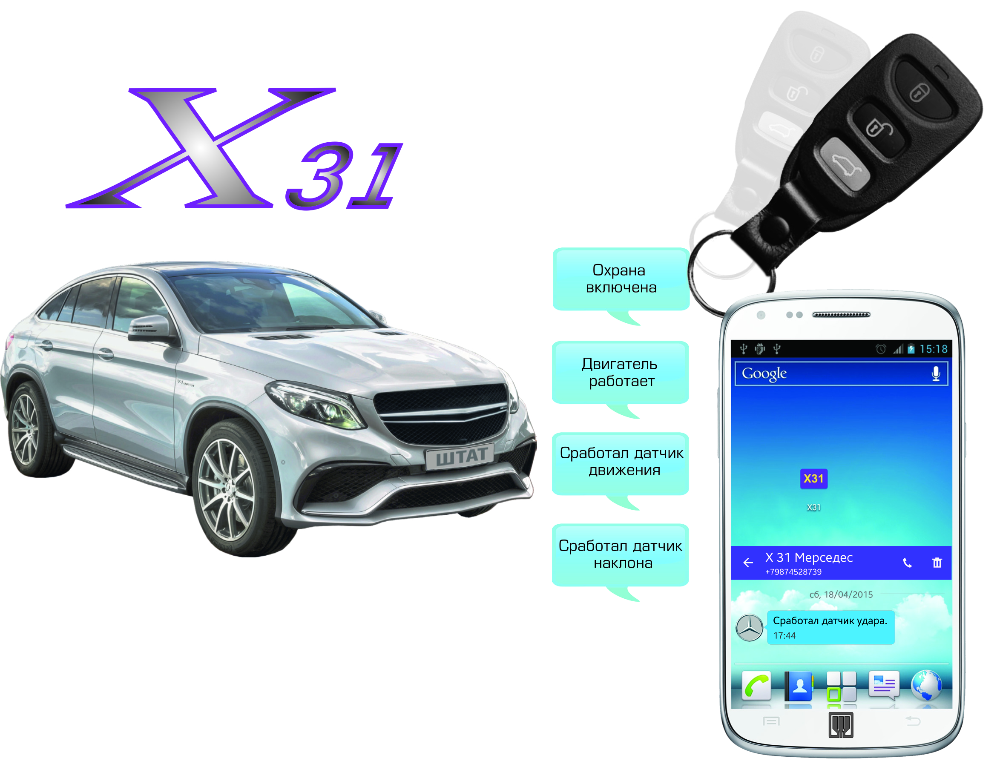 X31
Охрана
включена
Двигатель
работает
Сработал датчик
движения
Сработал датчик
наклона
ШТАТ
15:18
Google
X31
X31
X 31 Мерседес
+79874528739
сб, 18/04/2015
Сработал датчик удара.
17:44